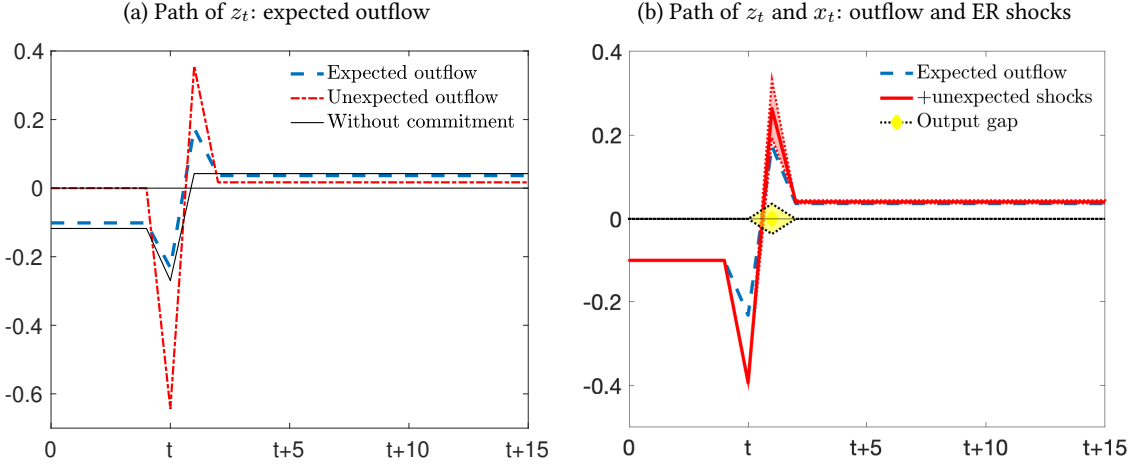 (a) Path of z_t: expected outflow
0.4
0.2
0
-0.2
-0.4
-0.6
0
t
t+5
t+10
t+15
Expected outflow
Unexpected outflow
Without commitment
(b) Path of z_t and x_t: outflow and ER shocks
0.4
0.2
0
-0.2
-0.4
0
t
t+5
t+10
t+15
Expected outflow
+unexpected shocks
Output gap